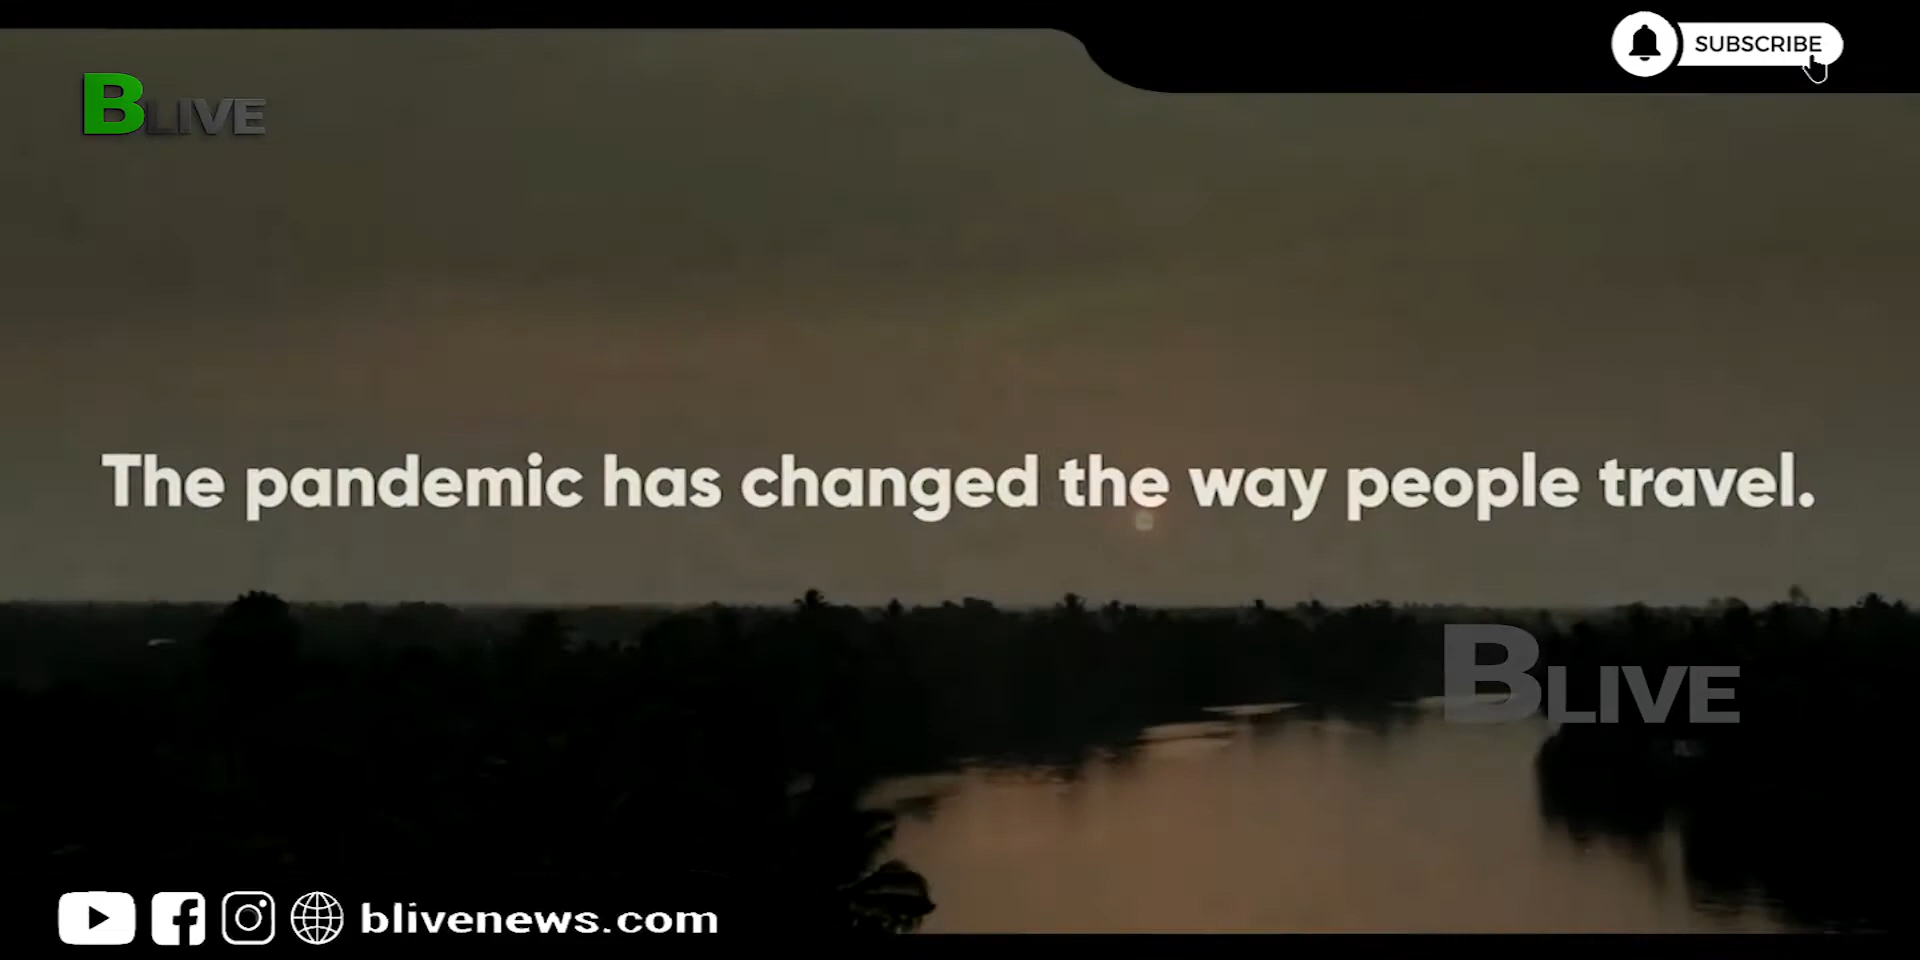 SUBSCRIBE
BLIVE
The pandemic has changed the way people travel.
BLIVE
blivenews.com